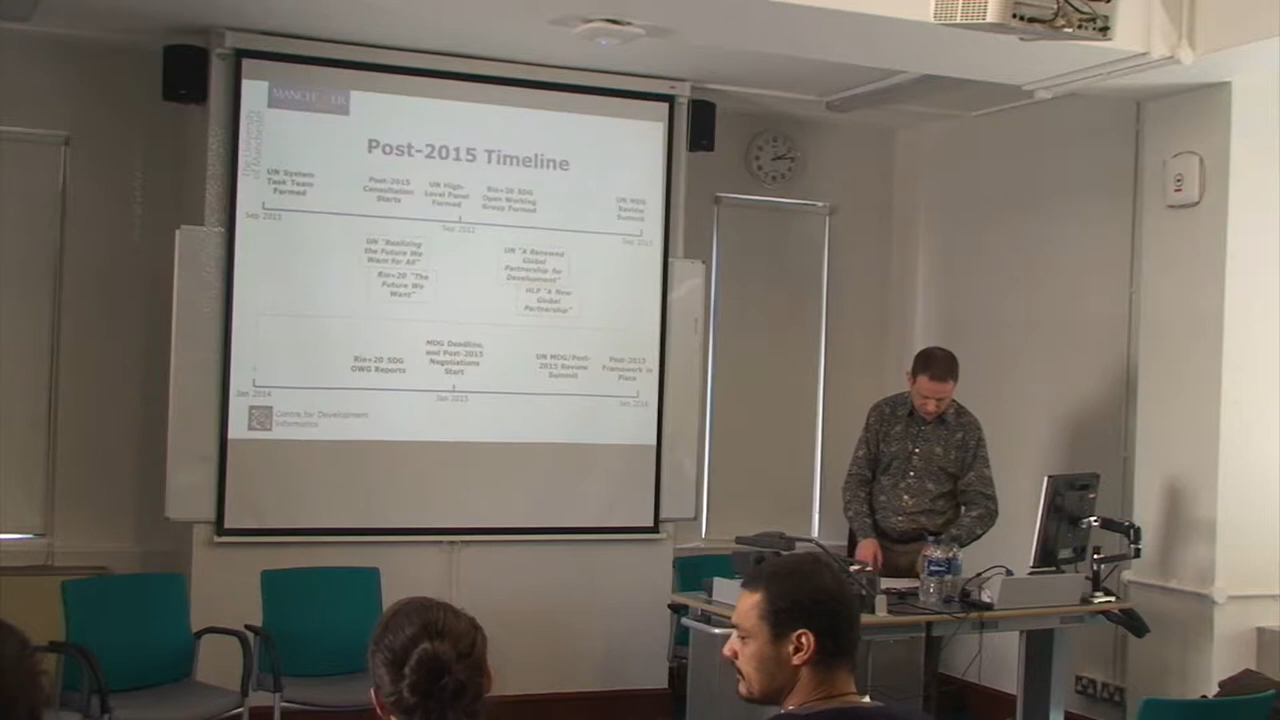 MANCHESTER
The University
of Manchester
Post-2015 Timeline
UN System
Task Team
Formed
Post-2015
Consultation
Starts
UN High-
Level Panel
Formed
Rio+20 SDG
Open Working
Group Formed
UN MDG
Review
Summit
Sep 2011
Sep 2012
Sep 2013
UN "Realizing
the Future We
Want for All"
Rio+20 "The
Future We
Want"
UN "A Renewed
Global
Partnership for
Development"
HLP "A New
Global
Partnership"
Rio+20 SDG
OWG Reports
MDG Deadline,
and Post-2015
Negotiations
Start
UN MDG/Post-
2015 Review
Summit
Post-2015
Framework in
Place
Jan 2014
Jan 2015
Jan 2016
Centre for Development
Informatics